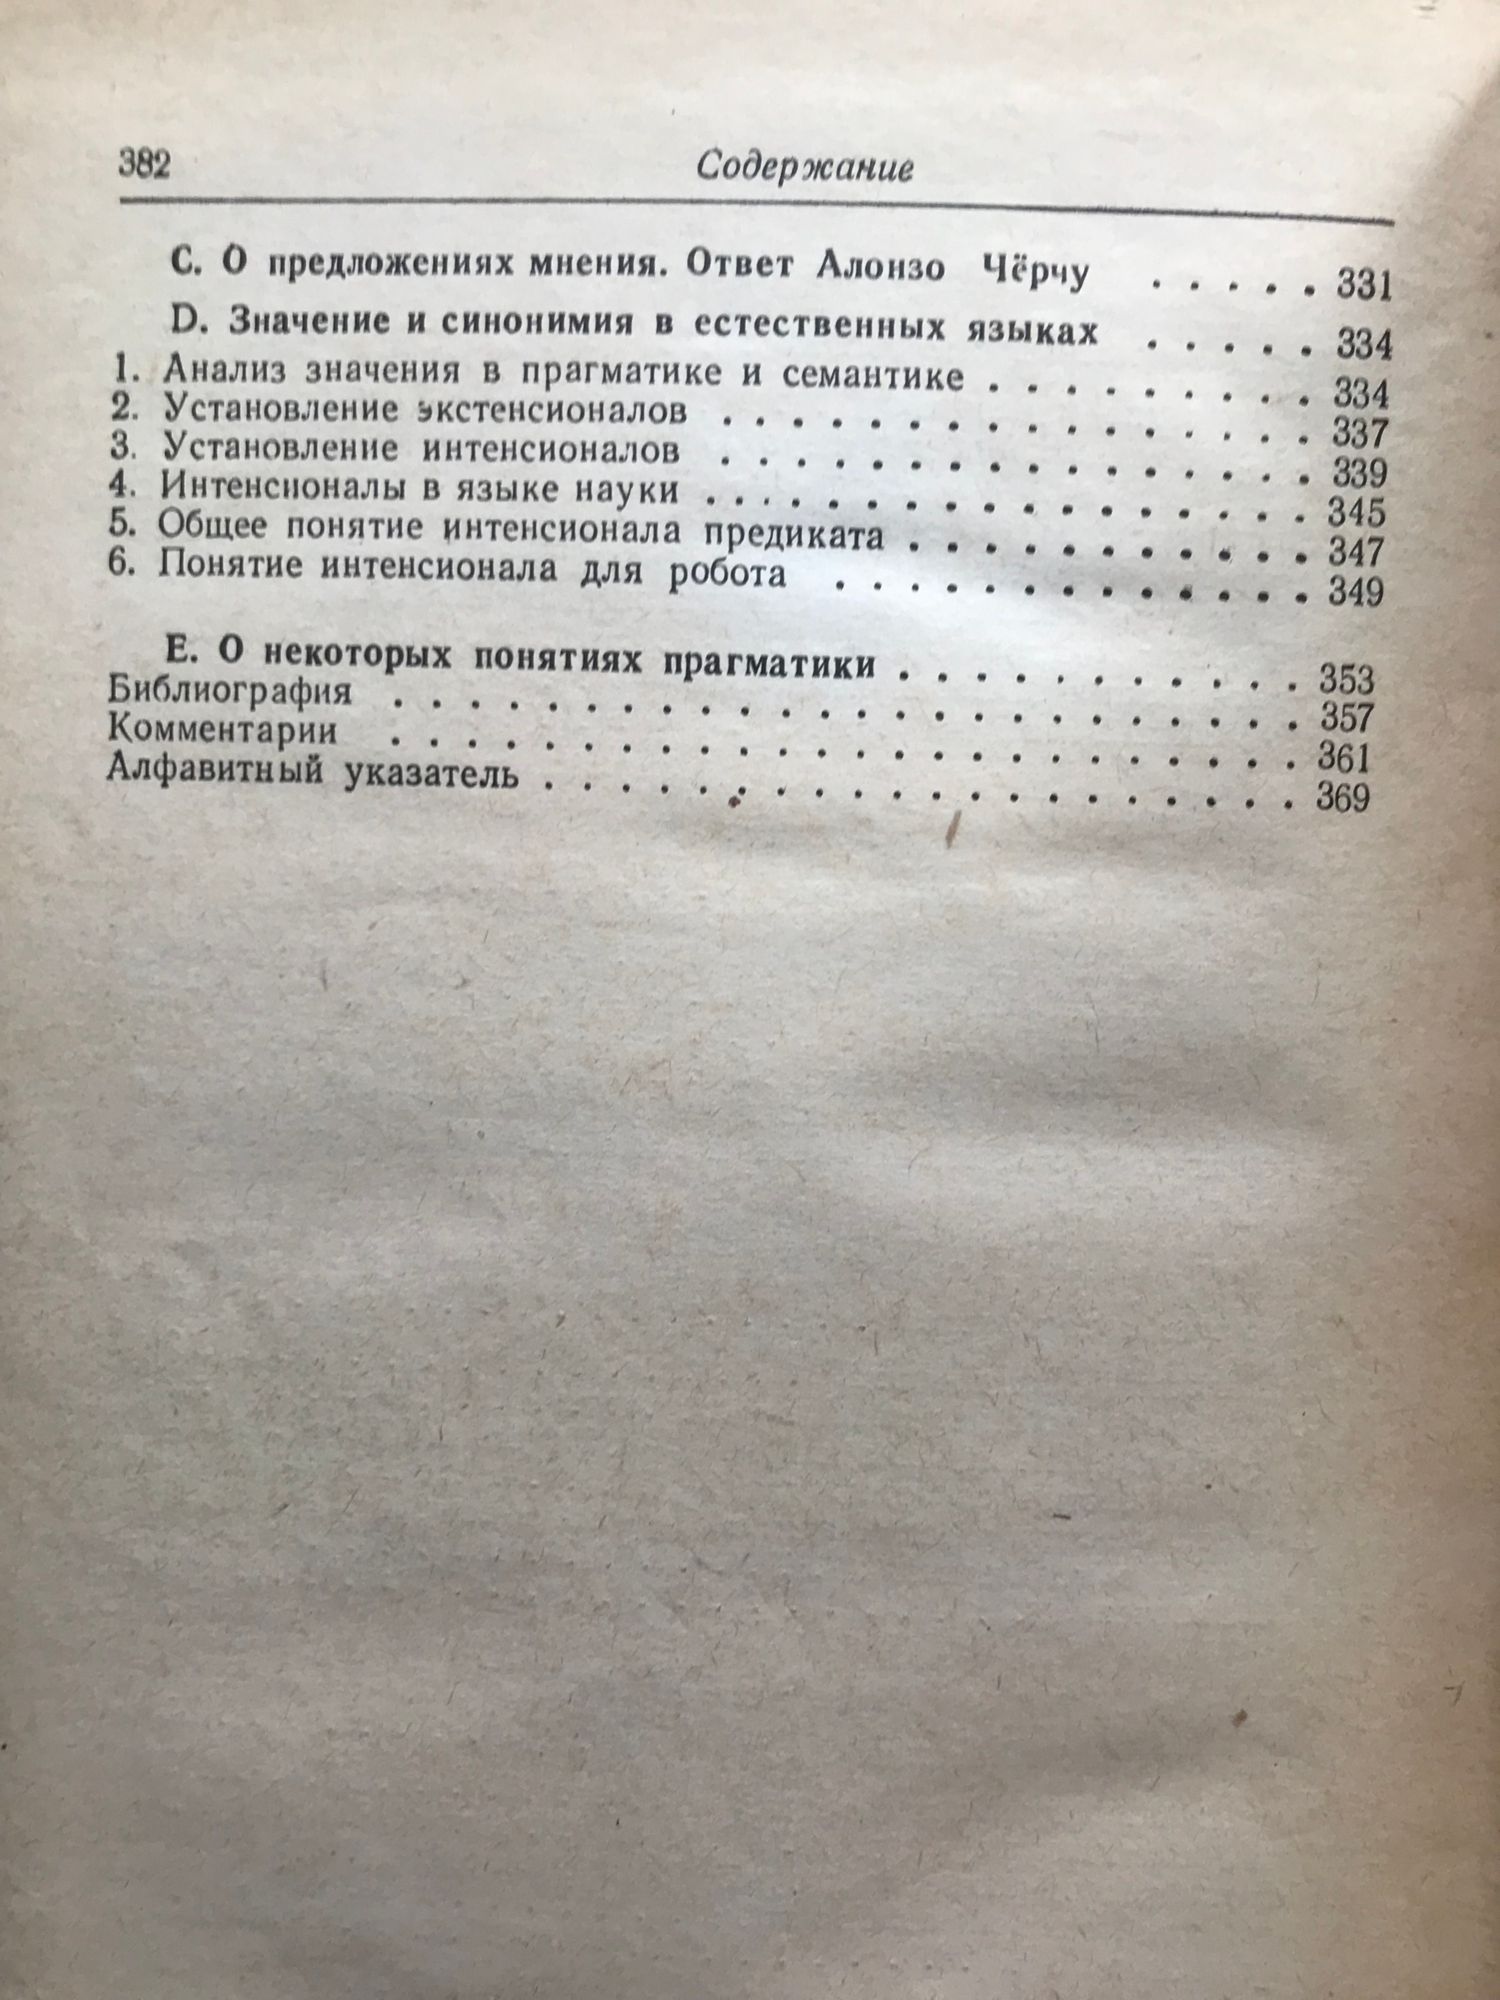 382 Содержание
C. О предложениях мнения. Ответ Алонзо Чёрчу . . . . . 331
D. Значение и синонимия в естественных языках . . . . . 334
1. Анализ значения в прагматике и семантике . . . . . . . . . 334
2. Установление экстенсионалов . . . . . . . . . . . . . . . . 337
3. Установление интенсионалов . . . . . . . . . . . . . . . . 339
4. Интенсионалы в языке науки . . . . . . . . . . . . . . . . 345
5. Общее понятие интенсионала предиката . . . . . . . . . . . 347
6. Понятие интенсионала для робота . . . . . . . . . . . . . 349
E. О некоторых понятиях прагматики . . . . . . . . . . . 353
Библиография . . . . . . . . . . . . . . . . . . . . . . . . 357
Комментарии . . . . . . . . . . . . . . . . . . . . . . . . 361
Алфавитный указатель . . . . . . . . . . . . . . . . . . . . 369